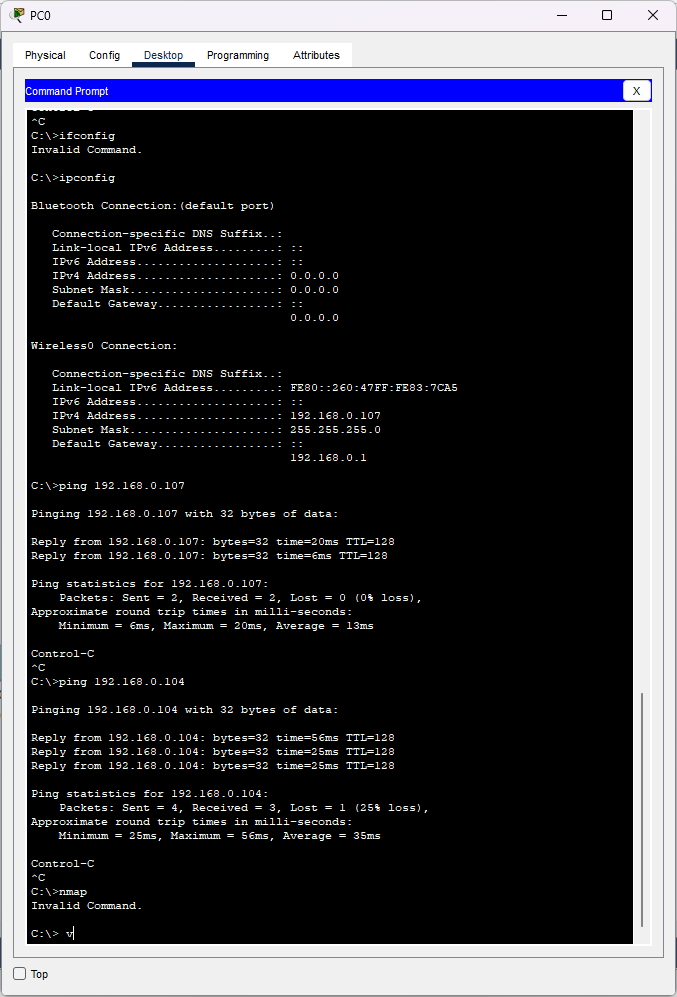 PC0
Physical Config Desktop Programming Attributes
Command Prompt X
^C
C:\>ifconfig
Invalid Command.
C:\>ipconfig
Bluetooth Connection:(default port)
Connection-specific DNS Suffix..:
Link-local IPv6 Address.........: ::
IPv6 Address....................: ::
IPv4 Address....................: 0.0.0.0
Subnet Mask.....................: 0.0.0.0
Default Gateway.................: ::
0.0.0.0
Wireless0 Connection:
Connection-specific DNS Suffix..:
Link-local IPv6 Address.........: FE80::260:47FF:FE83:7CA5
IPv6 Address....................: ::
IPv4 Address....................: 192.168.0.107
Subnet Mask.....................: 255.255.255.0
Default Gateway.................: ::
192.168.0.1
C:\>ping 192.168.0.107
Pinging 192.168.0.107 with 32 bytes of data:
Reply from 192.168.0.107: bytes=32 time=20ms TTL=128
Reply from 192.168.0.107: bytes=32 time=6ms TTL=128
Ping statistics for 192.168.0.107:
Packets: Sent = 2, Received = 2, Lost = 0 (0% loss),
Approximate round trip times in milli-seconds:
Minimum = 6ms, Maximum = 20ms, Average = 13ms
Control-C
^C
C:\>ping 192.168.0.104
Pinging 192.168.0.104 with 32 bytes of data:
Reply from 192.168.0.104: bytes=32 time=56ms TTL=128
Reply from 192.168.0.104: bytes=32 time=25ms TTL=128
Reply from 192.168.0.104: bytes=32 time=25ms TTL=128
Ping statistics for 192.168.0.104:
Packets: Sent = 4, Received = 3, Lost = 1 (25% loss),
Approximate round trip times in milli-seconds:
Minimum = 25ms, Maximum = 56ms, Average = 35ms
Control-C
^C
C:\>nmap
Invalid Command.
C:\> v
Top